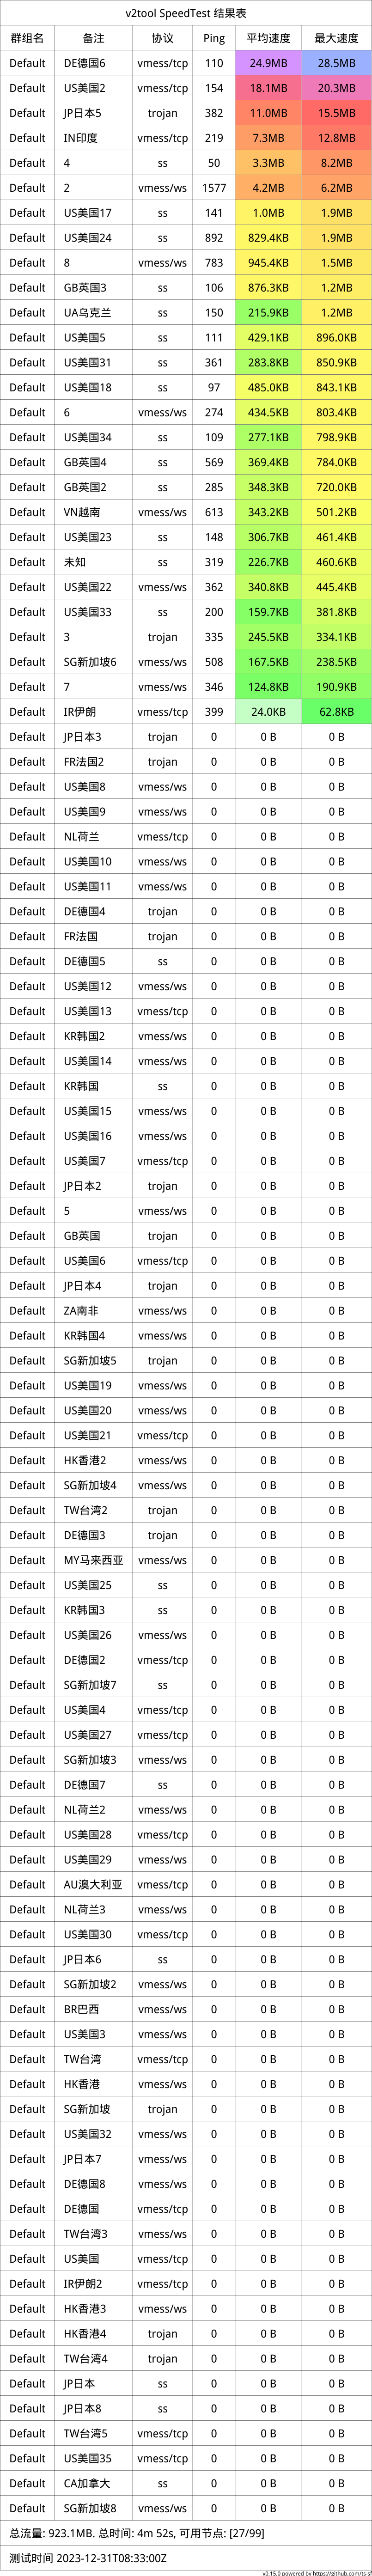 v2tool SpeedTest 结果表
群组名 备注 协议 Ping 平均速度 最大速度
Default DE德国6 vmess/tcp 110 24.9MB 28.5MB
Default US美国2 vmess/tcp 154 18.1MB 20.3MB
Default JP日本5 trojan 382 11.0MB 15.5MB
Default IN印度 vmess/tcp 219 7.3MB 12.8MB
Default 4 ss 50 3.3MB 8.2MB
Default 2 vmess/ws 1577 4.2MB 6.2MB
Default US美国17 ss 141 1.0MB 1.9MB
Default US美国24 ss 892 829.4KB 1.9MB
Default 8 vmess/ws 783 945.4KB 1.5MB
Default GB英国3 ss 106 876.3KB 1.2MB
Default UA乌克兰 ss 150 215.9KB 1.2MB
Default US美国5 ss 111 429.1KB 896.0KB
Default US美国31 ss 361 283.8KB 850.9KB
Default US美国18 ss 97 485.0KB 843.1KB
Default 6 vmess/ws 274 434.5KB 803.4KB
Default US美国34 ss 109 277.1KB 798.9KB
Default GB英国4 ss 569 369.4KB 784.0KB
Default GB英国2 ss 285 348.3KB 720.0KB
Default VN越南 vmess/ws 613 343.2KB 501.2KB
Default US美国23 ss 148 306.7KB 461.4KB
Default 未知 ss 319 226.7KB 460.6KB
Default US美国22 vmess/ws 362 340.8KB 445.4KB
Default US美国33 ss 200 159.7KB 381.8KB
Default 3 trojan 335 245.5KB 334.1KB
Default SG新加坡6 vmess/ws 508 167.5KB 238.5KB
Default 7 vmess/ws 346 124.8KB 190.9KB
Default IR伊朗 vmess/tcp 399 24.0KB 62.8KB
Default JP日本3 trojan 0 0 B 0 B
Default FR法国2 trojan 0 0 B 0 B
Default US美国8 vmess/ws 0 0 B 0 B
Default US美国9 vmess/ws 0 0 B 0 B
Default NL荷兰 vmess/tcp 0 0 B 0 B
Default US美国10 vmess/ws 0 0 B 0 B
Default US美国11 vmess/ws 0 0 B 0 B
Default DE德国4 trojan 0 0 B 0 B
Default FR法国 trojan 0 0 B 0 B
Default DE德国5 ss 0 0 B 0 B
Default US美国12 vmess/ws 0 0 B 0 B
Default US美国13 vmess/tcp 0 0 B 0 B
Default KR韩国2 vmess/ws 0 0 B 0 B
Default US美国14 vmess/ws 0 0 B 0 B
Default KR韩国 ss 0 0 B 0 B
Default US美国15 vmess/ws 0 0 B 0 B
Default US美国16 vmess/ws 0 0 B 0 B
Default US美国7 vmess/tcp 0 0 B 0 B
Default JP日本2 trojan 0 0 B 0 B
Default 5 vmess/ws 0 0 B 0 B
Default GB英国 trojan 0 0 B 0 B
Default US美国6 vmess/tcp 0 0 B 0 B
Default JP日本4 trojan 0 0 B 0 B
Default ZA南非 vmess/ws 0 0 B 0 B
Default KR韩国4 vmess/ws 0 0 B 0 B
Default SG新加坡5 trojan 0 0 B 0 B
Default US美国19 vmess/ws 0 0 B 0 B
Default US美国20 vmess/ws 0 0 B 0 B
Default US美国21 vmess/tcp 0 0 B 0 B
Default HK香港2 vmess/ws 0 0 B 0 B
Default SG新加坡4 vmess/ws 0 0 B 0 B
Default TW台湾2 trojan 0 0 B 0 B
Default DE德国3 trojan 0 0 B 0 B
Default MY马来西亚 vmess/ws 0 0 B 0 B
Default US美国25 ss 0 0 B 0 B
Default KR韩国3 ss 0 0 B 0 B
Default US美国26 vmess/ws 0 0 B 0 B
Default DE德国2 vmess/tcp 0 0 B 0 B
Default SG新加坡7 ss 0 0 B 0 B
Default US美国4 vmess/tcp 0 0 B 0 B
Default US美国27 vmess/tcp 0 0 B 0 B
Default SG新加坡3 vmess/ws 0 0 B 0 B
Default DE德国7 ss 0 0 B 0 B
Default NL荷兰2 vmess/ws 0 0 B 0 B
Default US美国28 vmess/tcp 0 0 B 0 B
Default US美国29 vmess/ws 0 0 B 0 B
Default AU澳大利亚 vmess/tcp 0 0 B 0 B
Default NL荷兰3 vmess/ws 0 0 B 0 B
Default US美国30 vmess/tcp 0 0 B 0 B
Default JP日本6 ss 0 0 B 0 B
Default SG新加坡2 vmess/ws 0 0 B 0 B
Default BR巴西 vmess/ws 0 0 B 0 B
Default US美国3 vmess/ws 0 0 B 0 B
Default TW台湾 vmess/tcp 0 0 B 0 B
Default HK香港 vmess/ws 0 0 B 0 B
Default SG新加坡 trojan 0 0 B 0 B
Default US美国32 vmess/ws 0 0 B 0 B
Default JP日本7 vmess/tcp 0 0 B 0 B
Default DE德国8 vmess/ws 0 0 B 0 B
Default DE德国 vmess/tcp 0 0 B 0 B
Default TW台湾3 vmess/ws 0 0 B 0 B
Default US美国 vmess/tcp 0 0 B 0 B
Default IR伊朗2 vmess/tcp 0 0 B 0 B
Default HK香港3 vmess/ws 0 0 B 0 B
Default HK香港4 trojan 0 0 B 0 B
Default TW台湾4 trojan 0 0 B 0 B
Default JP日本 ss 0 0 B 0 B
Default JP日本8 ss 0 0 B 0 B
Default TW台湾5 vmess/tcp 0 0 B 0 B
Default US美国35 vmess/tcp 0 0 B 0 B
Default CA加拿大 ss 0 0 B 0 B
Default SG新加坡8 vmess/ws 0 0 B 0 B
总流量: 923.1MB. 总时间: 4m 52s, 可用节点: [27/99]
测试时间 2023-12-31T08:33:00Z
v0.15.0 powered by https://github.com/ts-sf